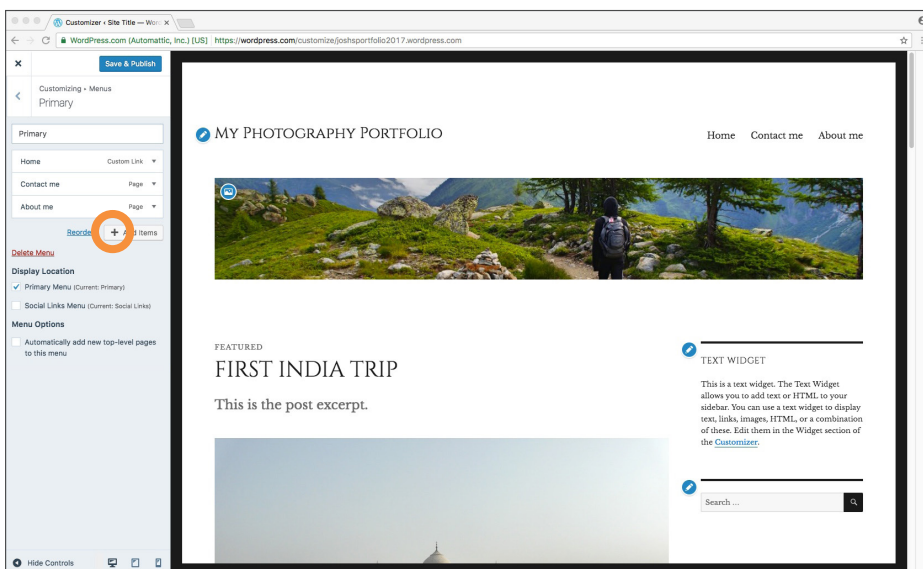 Customizer ‹ Site Title — Word
WordPress.com (Automattic, Inc.) [US] https://wordpress.com/customize/joshsportfolio2017.wordpress.com
Save & Publish
Customizing ▸ Menus
Primary
Primary
Home Custom Link
Contact me Page
About me Page
Reorder + Add Items
Delete Menu
Display Location
Primary Menu (Current: Primary)
Social Links Menu (Current: Social Links)
Menu Options
Automatically add new top-level pages
to this menu
Hide Controls
My Photography Portfolio
Home Contact me About me
FEATURED
FIRST INDIA TRIP
This is the post excerpt.
TEXT WIDGET
This is a text widget. The Text Widget
allows you to add text or HTML to your
sidebar. You can use a text widget to display
text, links, images, HTML, or a combination
of these. Edit them in the Widget section of
the Customizer.
Search ...